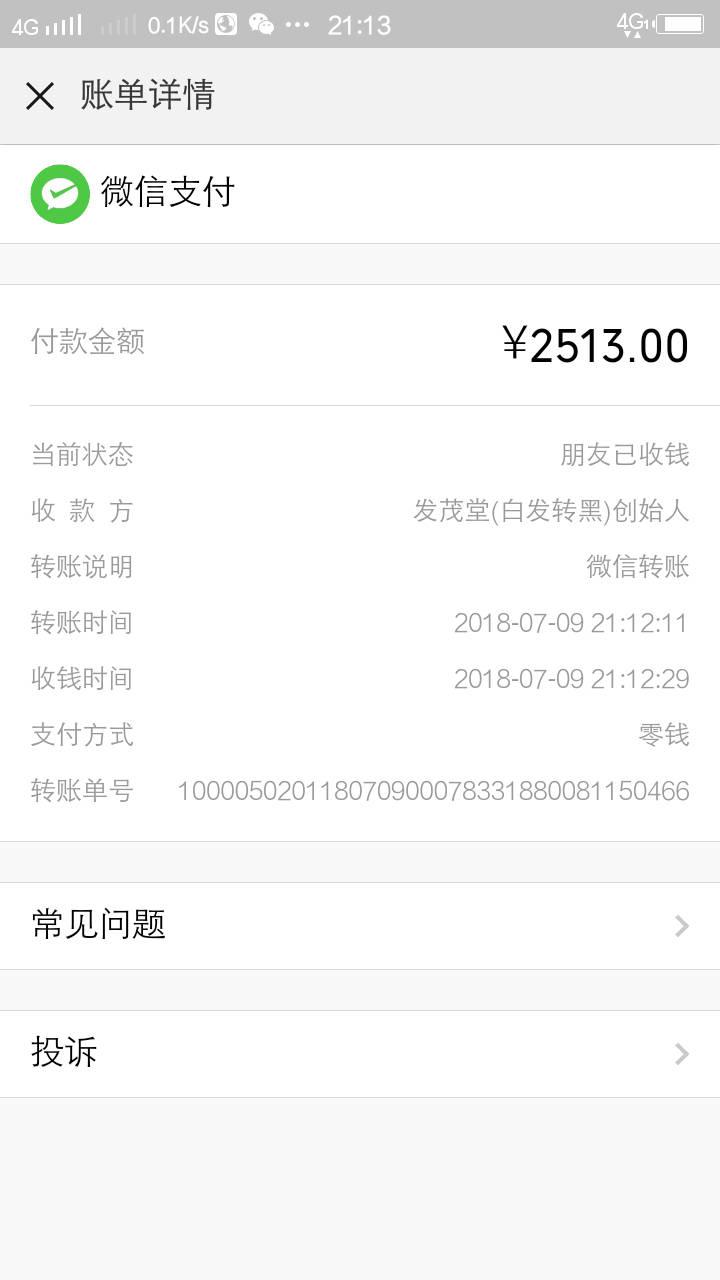 4G 0.1K/s 21:13 4G1
账单详情
微信支付
付款金额 ¥2513.00
当前状态 朋友已收钱
收款方 发茂堂(白发转黑)创始人
转账说明 微信转账
转账时间 2018-07-09 21:12:11
收钱时间 2018-07-09 21:12:29
支付方式 零钱
转账单号 100005020118070900078331880081150466
常见问题
投诉